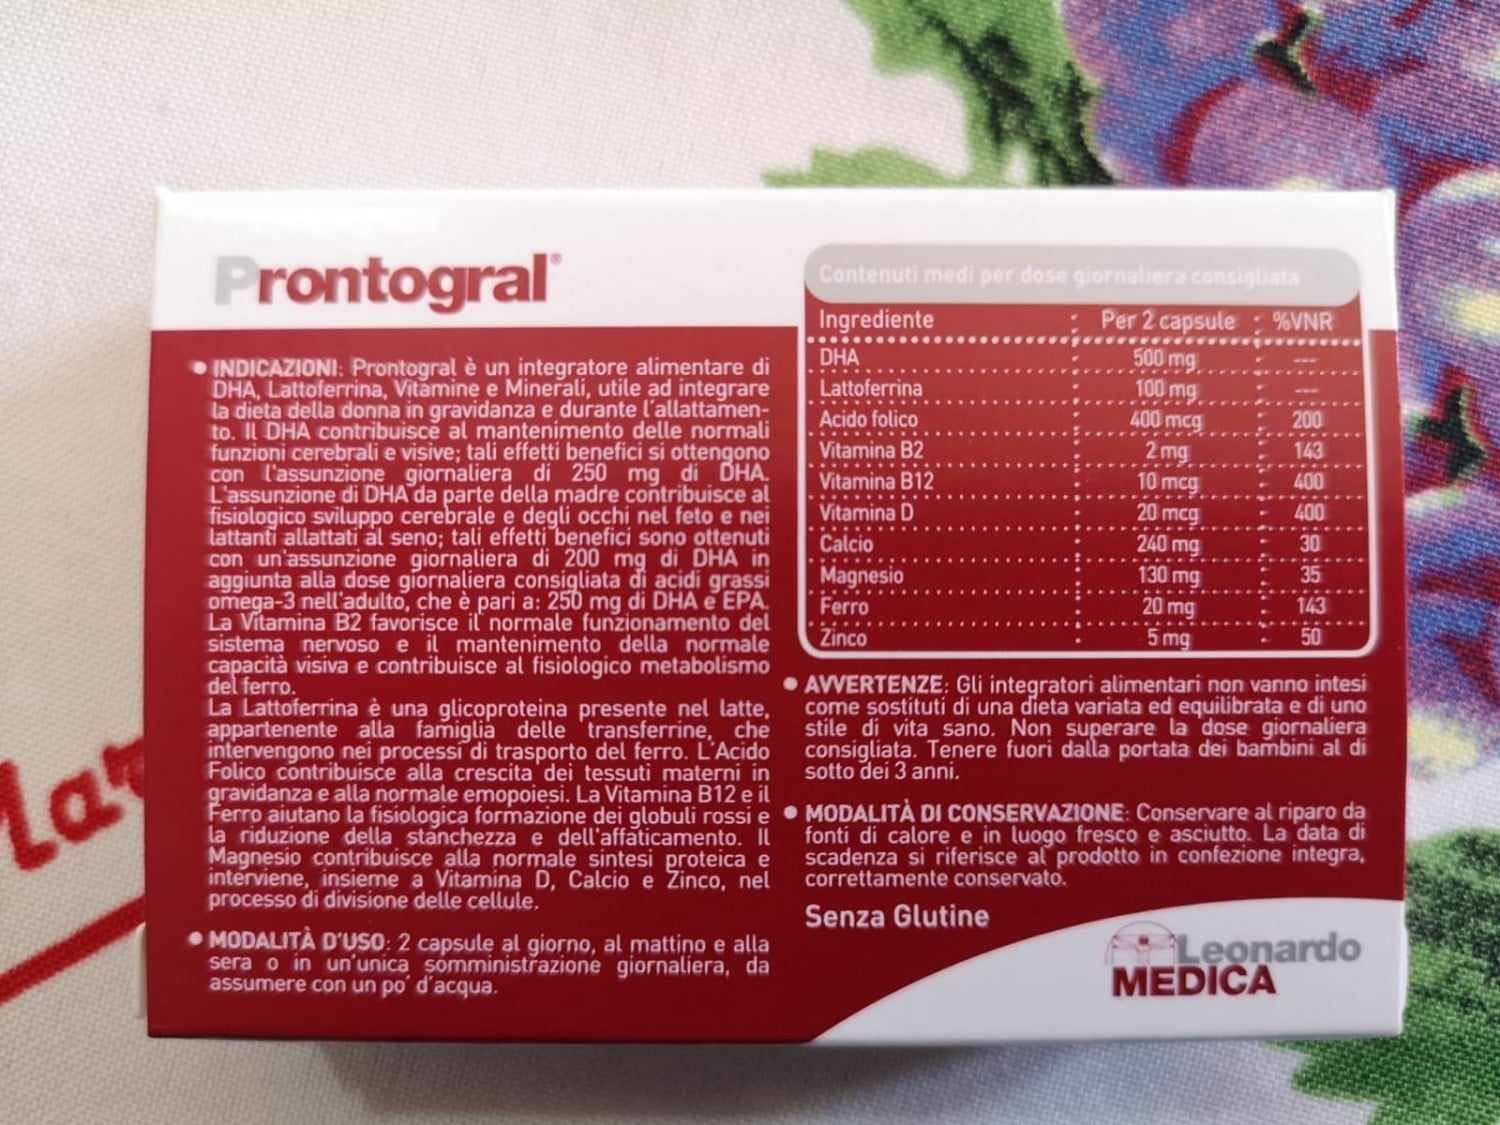 Prontogral®
• INDICAZIONI: Prontogral è un integratore alimentare di
DHA, Lattoferrina, Vitamine e Minerali, utile ad integrare
la dieta della donna in gravidanza e durante l'allattamen-
to. Il DHA contribuisce al mantenimento delle normali
funzioni cerebrali e visive; tali effetti benefici si ottengono
con l'assunzione giornaliera di 250 mg di DHA.
L'assunzione di DHA da parte della madre contribuisce al
fisiologico sviluppo cerebrale e degli occhi nel feto e nei
lattanti allattati al seno; tali effetti benefici sono ottenuti
con un'assunzione giornaliera di 200 mg di DHA in
aggiunta alla dose giornaliera consigliata di acidi grassi
omega-3 nell'adulto, che è pari a: 250 mg di DHA e EPA.
La Vitamina B2 favorisce il normale funzionamento del
sistema nervoso e il mantenimento della normale
capacità visiva e contribuisce al fisiologico metabolismo
del ferro.
La Lattoferrina è una glicoproteina presente nel latte,
appartenente alla famiglia delle transferrine, che
intervengono nei processi di trasporto del ferro. L'Acido
Folico contribuisce alla crescita dei tessuti materni in
gravidanza e alla normale emopoiesi. La Vitamina B12 e il
Ferro aiutano la fisiologica formazione dei globuli rossi e
la riduzione della stanchezza e dell'affaticamento. Il
Magnesio contribuisce alla normale sintesi proteica e
interviene, insieme a Vitamina D, Calcio e Zinco, nel
processo di divisione delle cellule.
• MODALITÀ D'USO: 2 capsule al giorno, al mattino e alla
sera o in un'unica somministrazione giornaliera, da
assumere con un po' d'acqua.
Contenuti medi per dose giornaliera consigliata
Ingrediente Per 2 capsule %VNR
DHA 500 mg ---
Lattoferrina 100 mg ---
Acido folico 400 mcg 200
Vitamina B2 2 mg 143
Vitamina B12 10 mcg 400
Vitamina D 20 mcg 400
Calcio 240 mg 30
Magnesio 130 mg 35
Ferro 20 mg 143
Zinco 5 mg 50
• AVVERTENZE: Gli integratori alimentari non vanno intesi
come sostituti di una dieta variata ed equilibrata e di uno
stile di vita sano. Non superare la dose giornaliera
consigliata. Tenere fuori dalla portata dei bambini al di
sotto dei 3 anni.
• MODALITÀ DI CONSERVAZIONE: Conservare al riparo da
fonti di calore e in luogo fresco e asciutto. La data di
scadenza si riferisce al prodotto in confezione integra,
correttamente conservato.
Senza Glutine
Leonardo
MEDICA